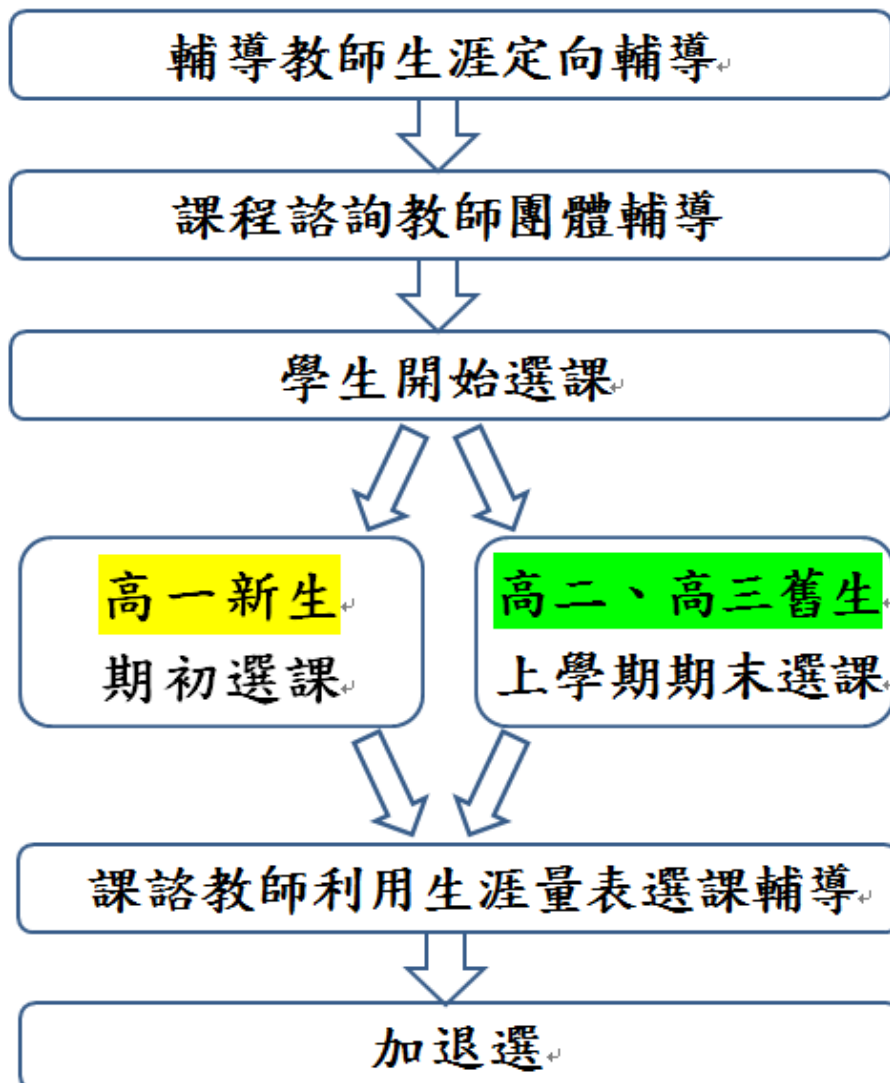 輔導教師生涯定向輔導
課程諮詢教師團體輔導
學生開始選課
高一新生
期初選課
高二、高三舊生
上學期期末選課
課諮教師利用生涯量表選課輔導
加退選